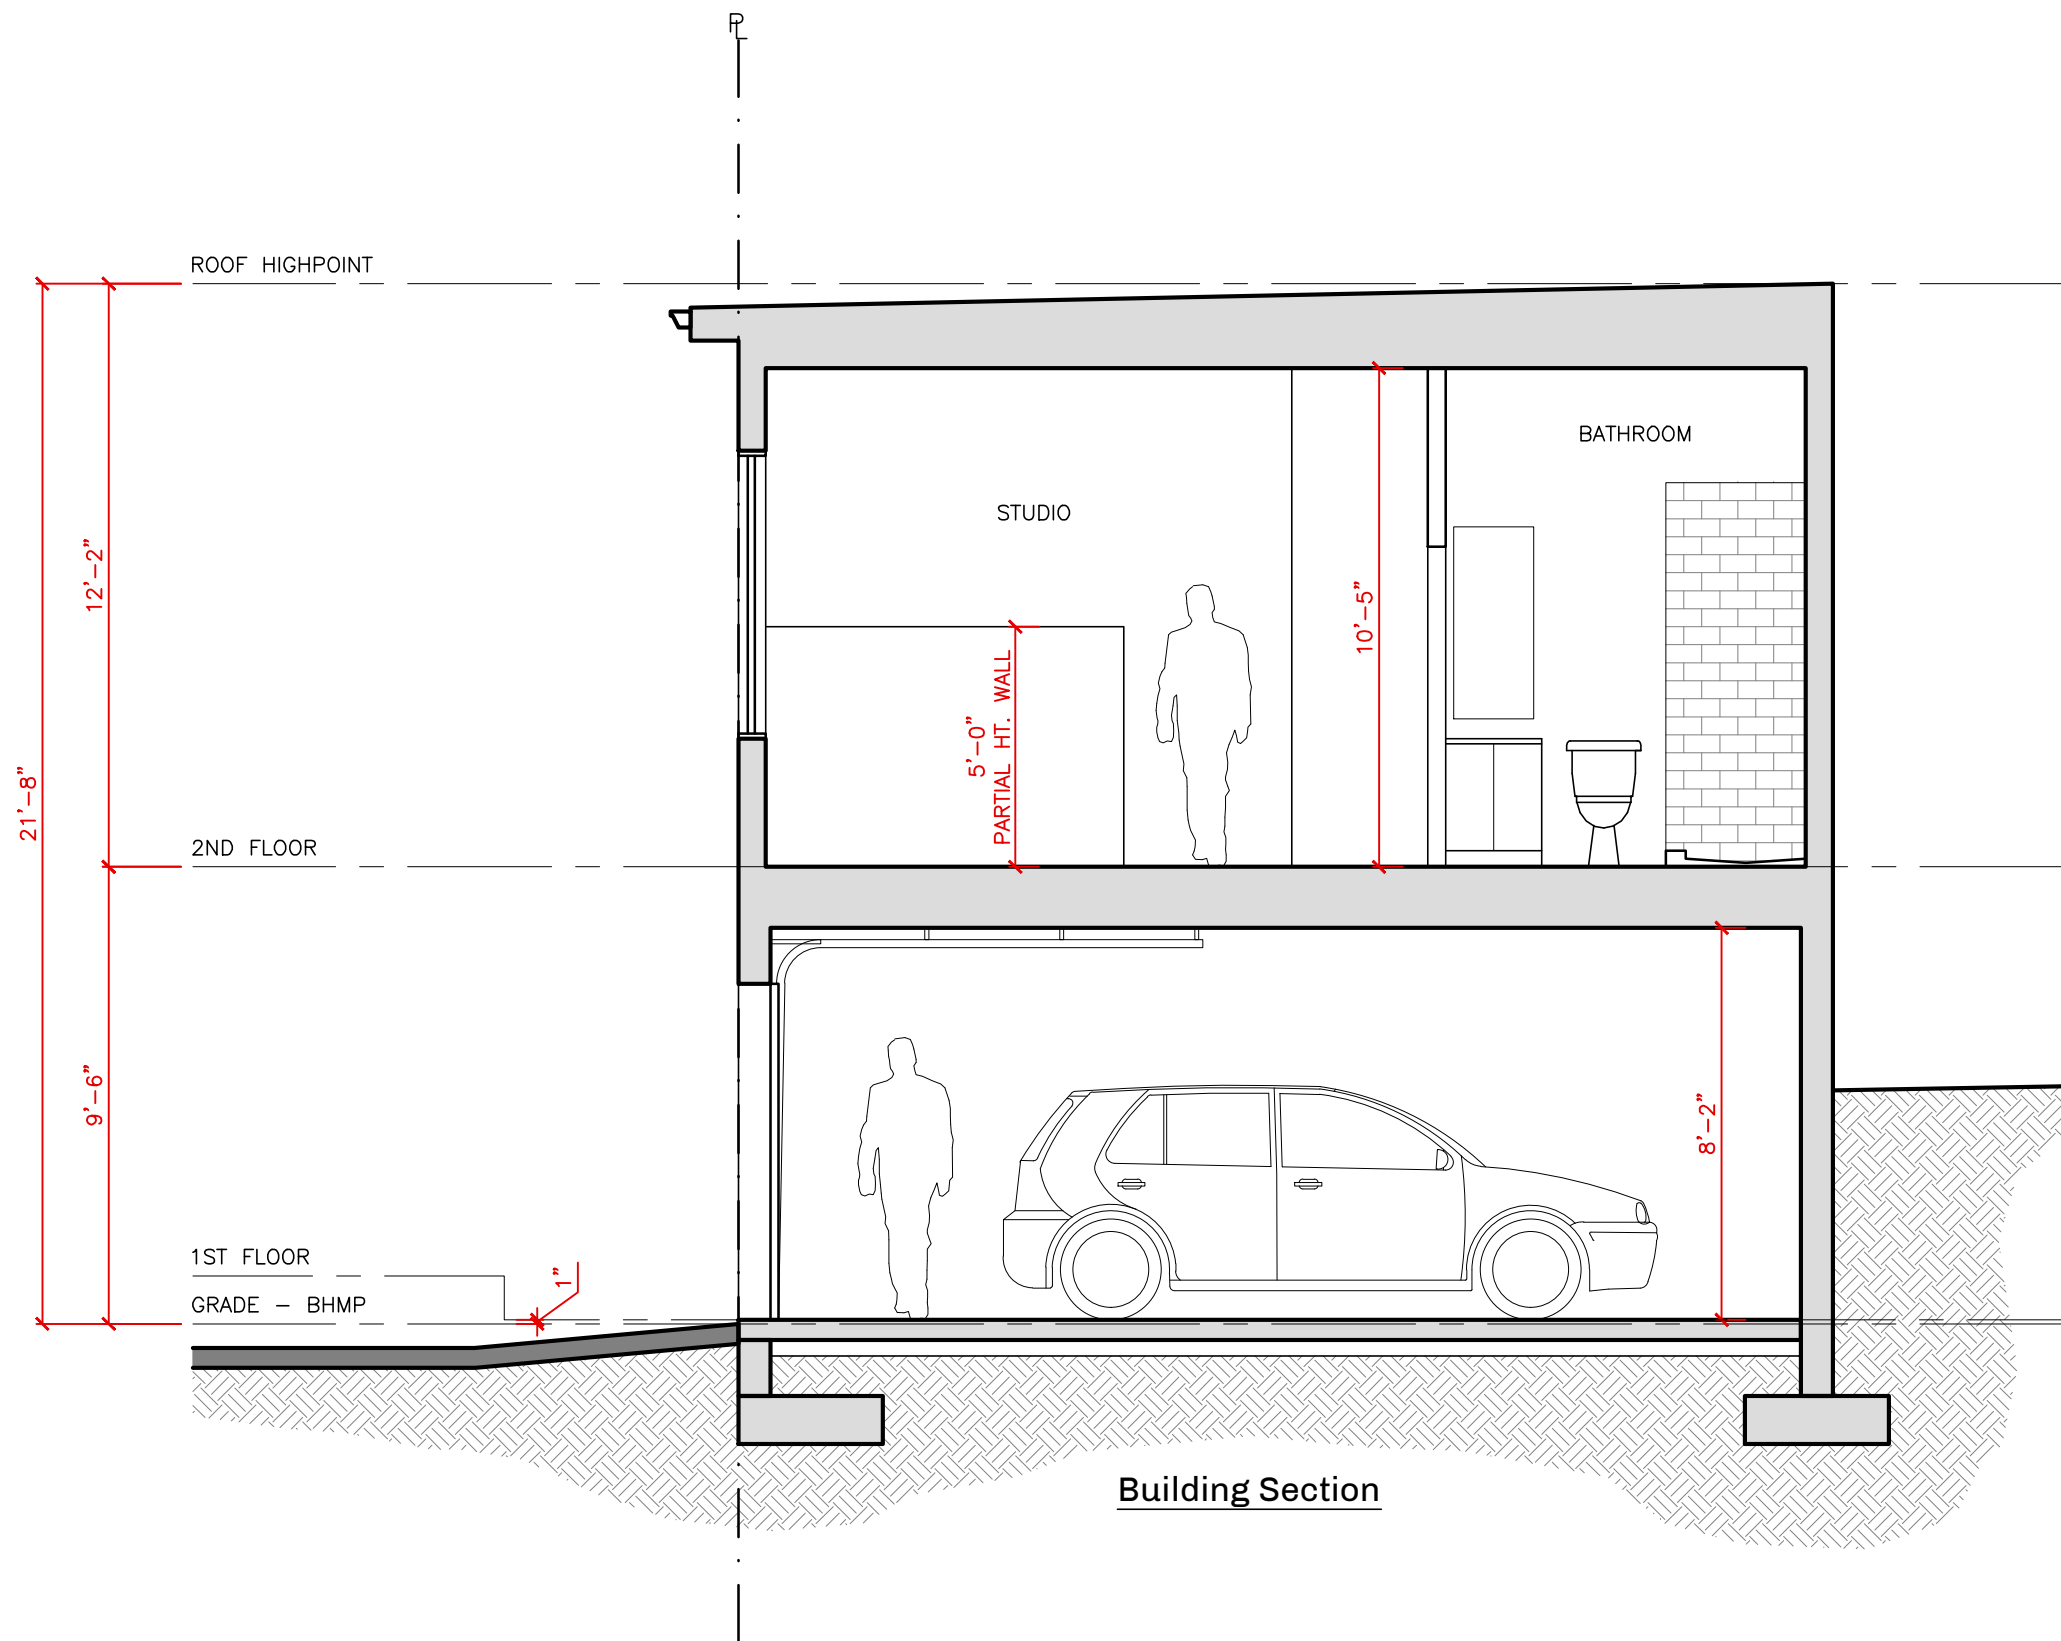 PL
ROOF HIGHPOINT
BATHROOM
STUDIO
12'-2"
10'-5"
5'-0"
PARTIAL HT. WALL
21'-8"
2ND FLOOR
9'-6"
8'-2"
1ST FLOOR
1"
GRADE - BHMP
Building Section